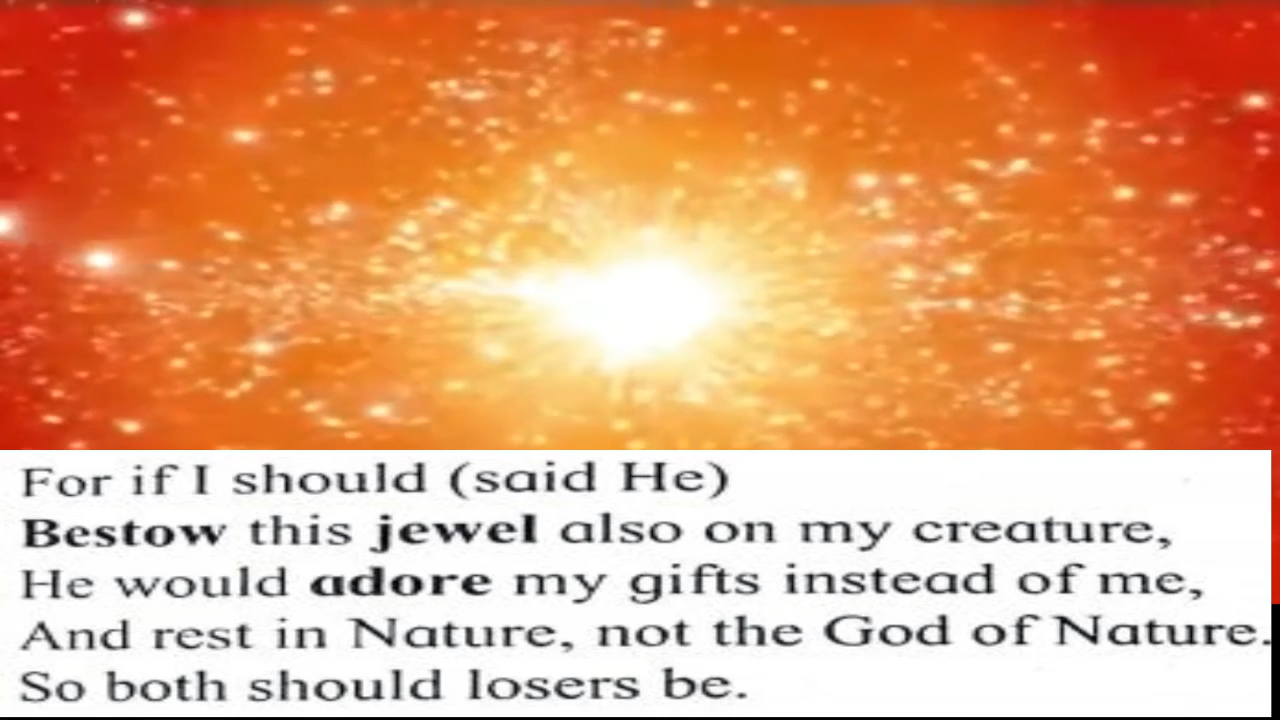 For if I should (said He)
Bestow this jewel also on my creature,
He would adore my gifts instead of me,
And rest in Nature, not the God of Nature.
So both should losers be.